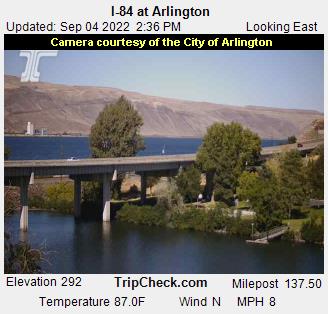 I-84 at Arlington
Updated: Sep 04 2022 2:36 PM Looking East
Camera courtesy of the City of Arlington
Elevation 292 TripCheck.com Milepost 137.50
Temperature 87.0F Wind N MPH 8